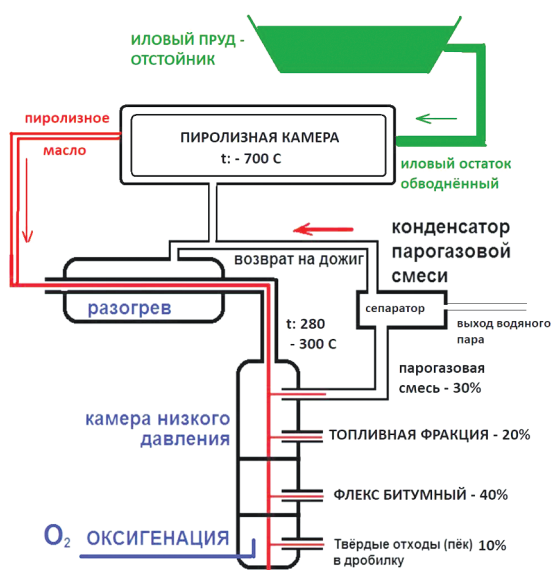 ИЛОВЫЙ ПРУД -
ОТСТОЙНИК
пиролизное
масло
ПИРОЛИЗНАЯ КАМЕРА
t: - 700 С
иловый остаток
обводнённый
конденсатор
парогазовой
смеси
возврат на дожиг
разогрев
сепаратор
выход водяного
пара
t: 280
- 300 С
парогазовая
смесь - 30%
камера низкого
давления
ТОПЛИВНАЯ ФРАКЦИЯ - 20%
ФЛЕКС БИТУМНЫЙ - 40%
O₂ ОКСИГЕНАЦИЯ
Твёрдые отходы (пёк) 10%
в дробилку